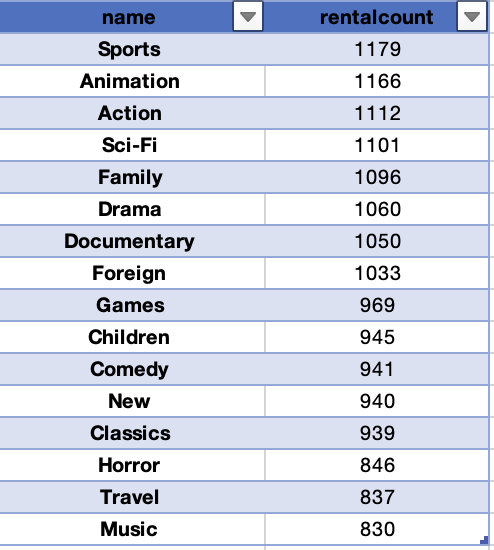 name rentalcount
Sports 1179
Animation 1166
Action 1112
Sci-Fi 1101
Family 1096
Drama 1060
Documentary 1050
Foreign 1033
Games 969
Children 945
Comedy 941
New 940
Classics 939
Horror 846
Travel 837
Music 830